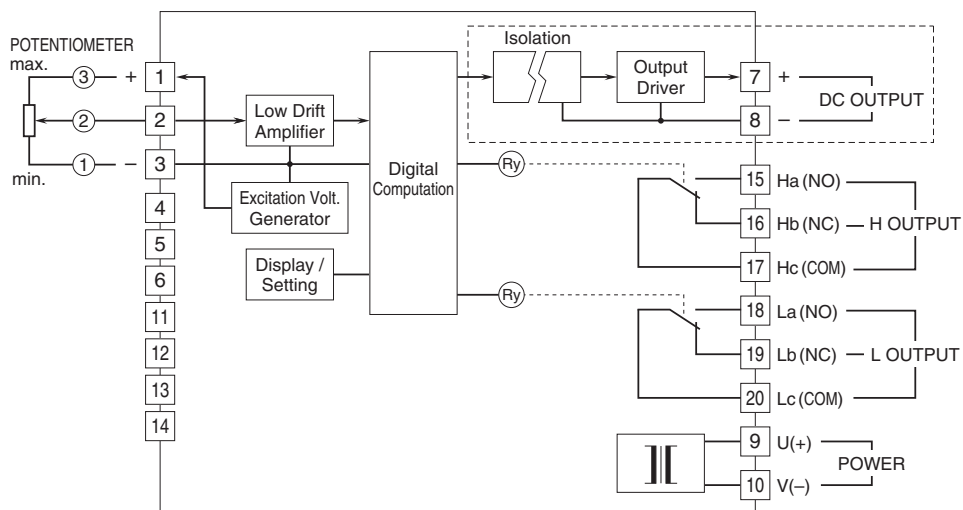 POTENTIOMETER
max.
3
+
1
2
2
1
–
3
min.
4
5
6
11
12
13
14
Low Drift
Amplifier
Excitation Volt.
Generator
Display /
Setting
Digital
Computation
Isolation
Output
Driver
7
+
8
–
DC OUTPUT
Ry
15
Ha (NO)
16
Hb (NC)
H OUTPUT
17
Hc (COM)
Ry
18
La (NO)
19
Lb (NC)
L OUTPUT
20
Lc (COM)
9
U(+)
POWER
10
V(–)